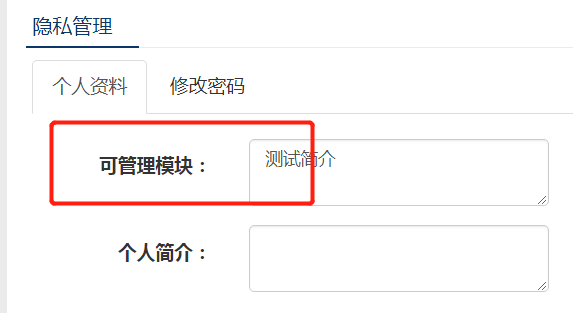 隐私管理
个人资料 修改密码
可管理模块： 测试简介
个人简介：